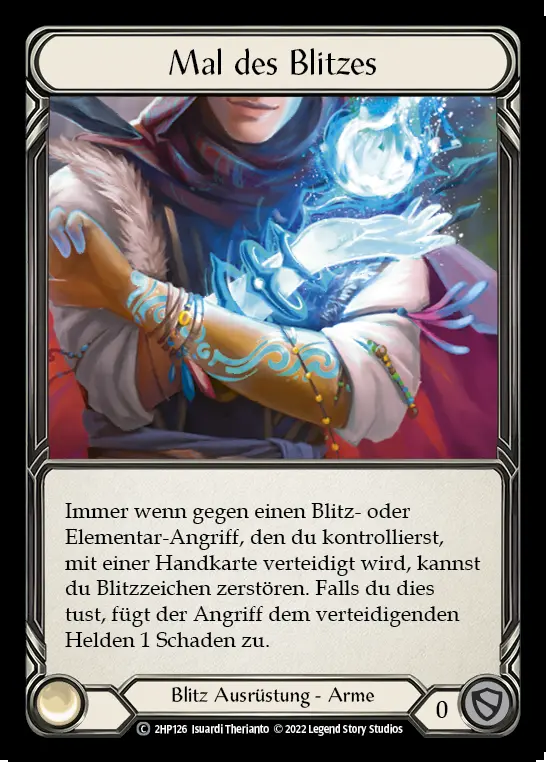 Mal des Blitzes
Immer wenn gegen einen Blitz- oder
Elementar-Angriff, den du kontrollierst,
mit einer Handkarte verteidigt wird, kannst
du Blitzzeichen zerstören. Falls du dies
tust, fügt der Angriff dem verteidigenden
Helden 1 Schaden zu.
Blitz Ausrüstung - Arme
0
C 2HP126 Isuardi Therianto © 2022 Legend Story Studios